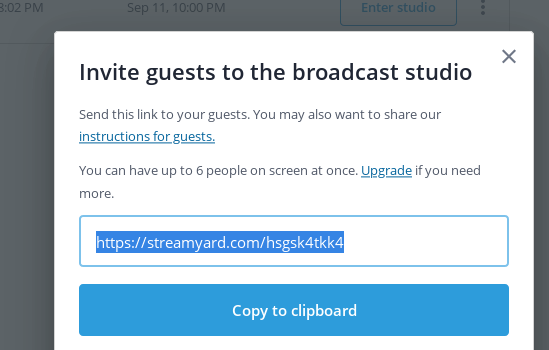 8:02 PM Sep 11, 10:00 PM Enter studio
Invite guests to the broadcast studio
Send this link to your guests. You may also want to share our
instructions for guests.
You can have up to 6 people on screen at once. Upgrade if you need
more.
https://streamyard.com/hsgsk4tkk4
Copy to clipboard